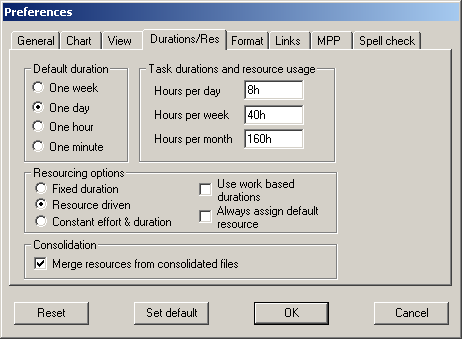 Preferences
General Chart View Durations/Res Format Links MPP Spell check
Default duration
One week
One day
One hour
One minute
Task durations and resource usage
Hours per day 8h
Hours per week 40h
Hours per month 160h
Resourcing options
Fixed duration
Resource driven
Constant effort & duration
Use work based
durations
Always assign default
resource
Consolidation
Merge resources from consolidated files
Reset Set default OK Cancel